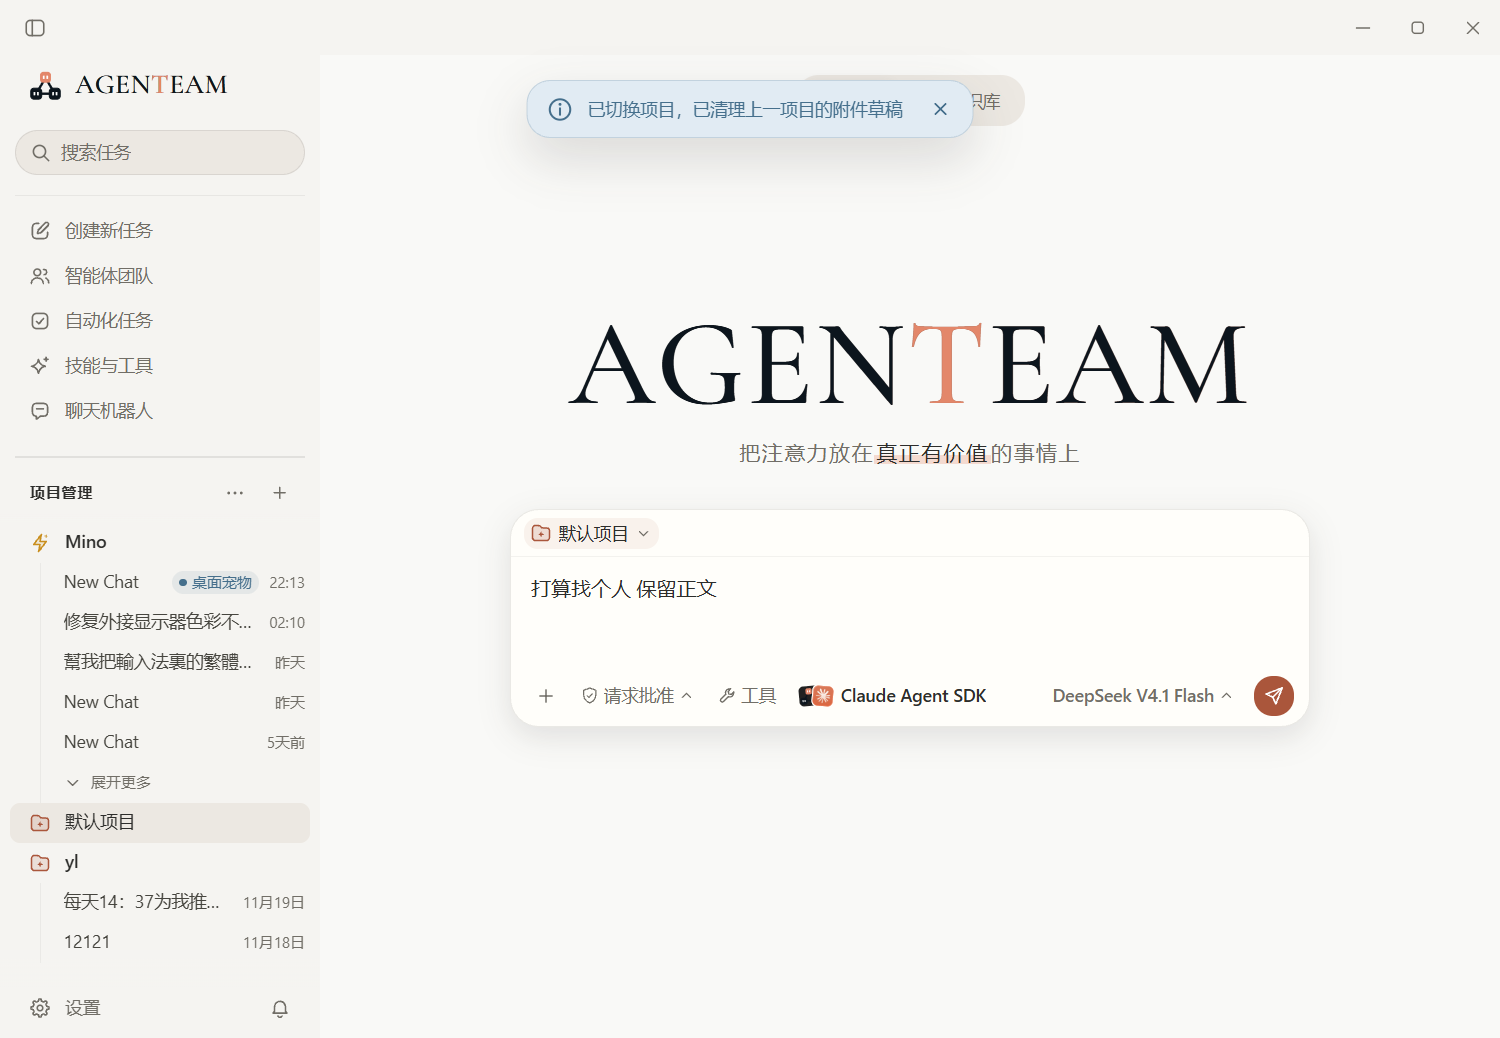 AGENTEAM
搜索任务
创建新任务
智能体团队
自动化任务
技能与工具
聊天机器人
项目管理
Mino
New Chat 桌面宠物 22:13
修复外接显示器色彩不... 02:10
幫我把輸入法裏的繁體... 昨天
New Chat 昨天
New Chat 5天前
展开更多
默认项目
yl
每天14：37为我推... 11月19日
12121 11月18日
设置
已切换项目，已清理上一项目的附件草稿
库
AGENTEAM
把注意力放在真正有价值的事情上
默认项目
打算找个人 保留正文
请求批准 工具 Claude Agent SDK DeepSeek V4.1 Flash